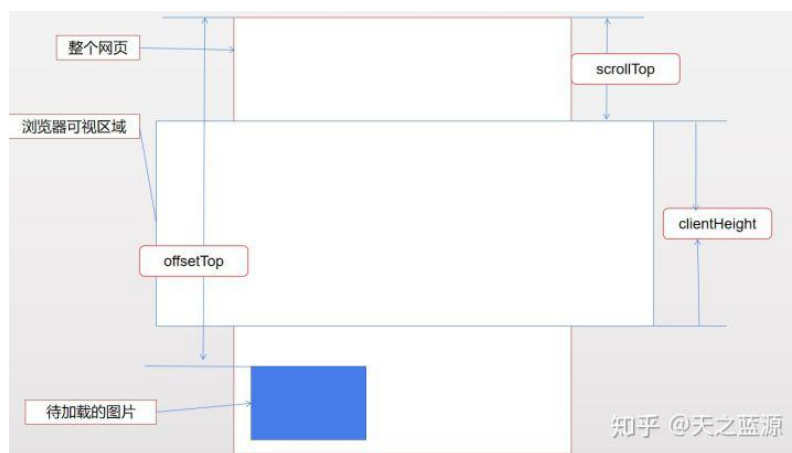 整个网页
scrollTop
浏览器可视区域
clientHeight
offsetTop
待加载的图片
知乎 @天之蓝源